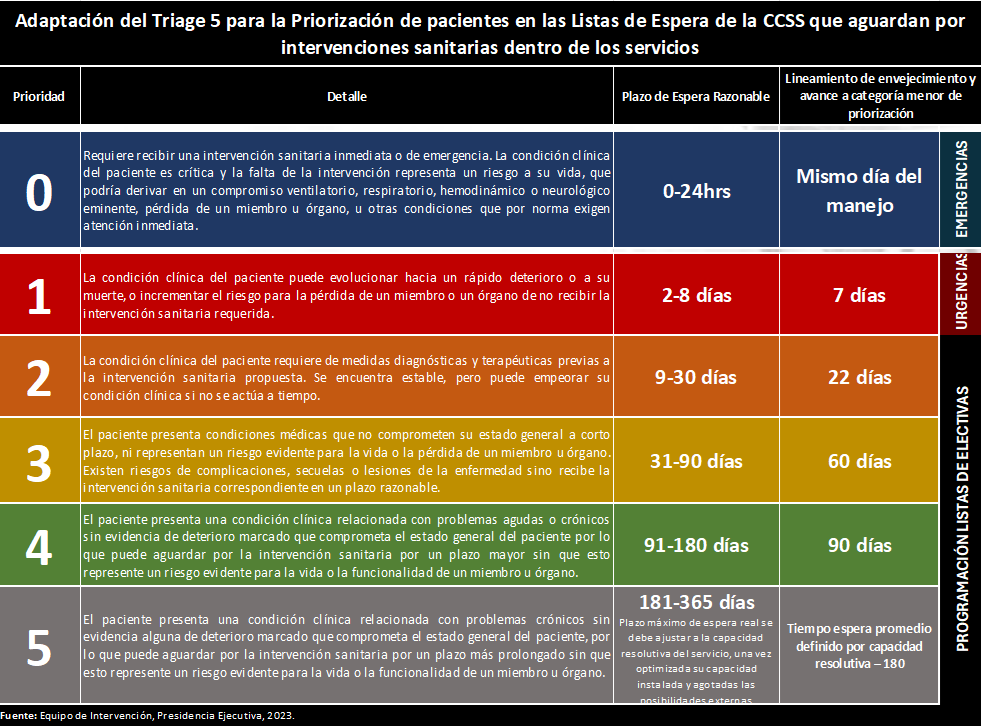 Adaptación del Triage 5 para la Priorización de pacientes en las Listas de Espera de la CCSS que aguardan por
intervenciones sanitarias dentro de los servicios
Prioridad
Detalle
Plazo de Espera Razonable
Lineamiento de envejecimiento y
avance a categoría menor de
priorización
0
Requiere recibir una intervención sanitaria inmediata o de emergencia. La condición clínica
del paciente es crítica y la falta de la intervención representa un riesgo a su vida, que
podría derivar en un compromiso ventilatorio, respiratorio, hemodinámico o neurológico
eminente, pérdida de un miembro u órgano, u otras condiciones que por norma exigen
atención inmediata.
0-24hrs
Mismo día del
manejo
EMERGENCIAS
1
La condición clínica del paciente puede evolucionar hacia un rápido deterioro o a su
muerte, o incrementar el riesgo para la pérdida de un miembro o un órgano de no recibir la
intervención sanitaria requerida.
2-8 días
7 días
URGENCIAS
2
La condición clínica del paciente requiere de medidas diagnósticas y terapéuticas previas a
la intervención sanitaria propuesta. Se encuentra estable, pero puede empeorar su
condición clínica si no se actúa a tiempo.
9-30 días
22 días
3
El paciente presenta condiciones médicas que no comprometen su estado general a corto
plazo, ni representan un riesgo evidente para la vida o la pérdida de un miembro u órgano.
Existen riesgos de complicaciones, secuelas o lesiones de la enfermedad sino recibe la
intervención sanitaria correspondiente en un plazo razonable.
31-90 días
60 días
4
El paciente presenta una condición clínica relacionada con problemas agudas o crónicos
sin evidencia de deterioro marcado que comprometa el estado general del paciente por lo
que puede aguardar por la intervención sanitaria por un plazo mayor sin que esto
represente un riesgo evidente para la vida o la funcionalidad de un miembro u órgano.
91-180 días
90 días
PROGRAMACIÓN LISTAS DE ELECTIVAS
5
El paciente presenta una condición clínica relacionada con problemas crónicos sin
evidencia alguna de deterioro marcado que comprometa el estado general del paciente, por
lo que puede aguardar por la intervención sanitaria por un plazo más prolongado sin que
esto represente un riesgo evidente para la vida o la funcionalidad de un miembro u órgano.
181-365 días
Plazo máximo de espera real se
debe ajustar a la capacidad
resolutiva del servicio, una vez
optimizada su capacidad
instalada y agotadas las
posibilidades externas
Tiempo espera promedio
definido por capacidad
resolutiva – 180
Fuente: Equipo de Intervención, Presidencia Ejecutiva, 2023.